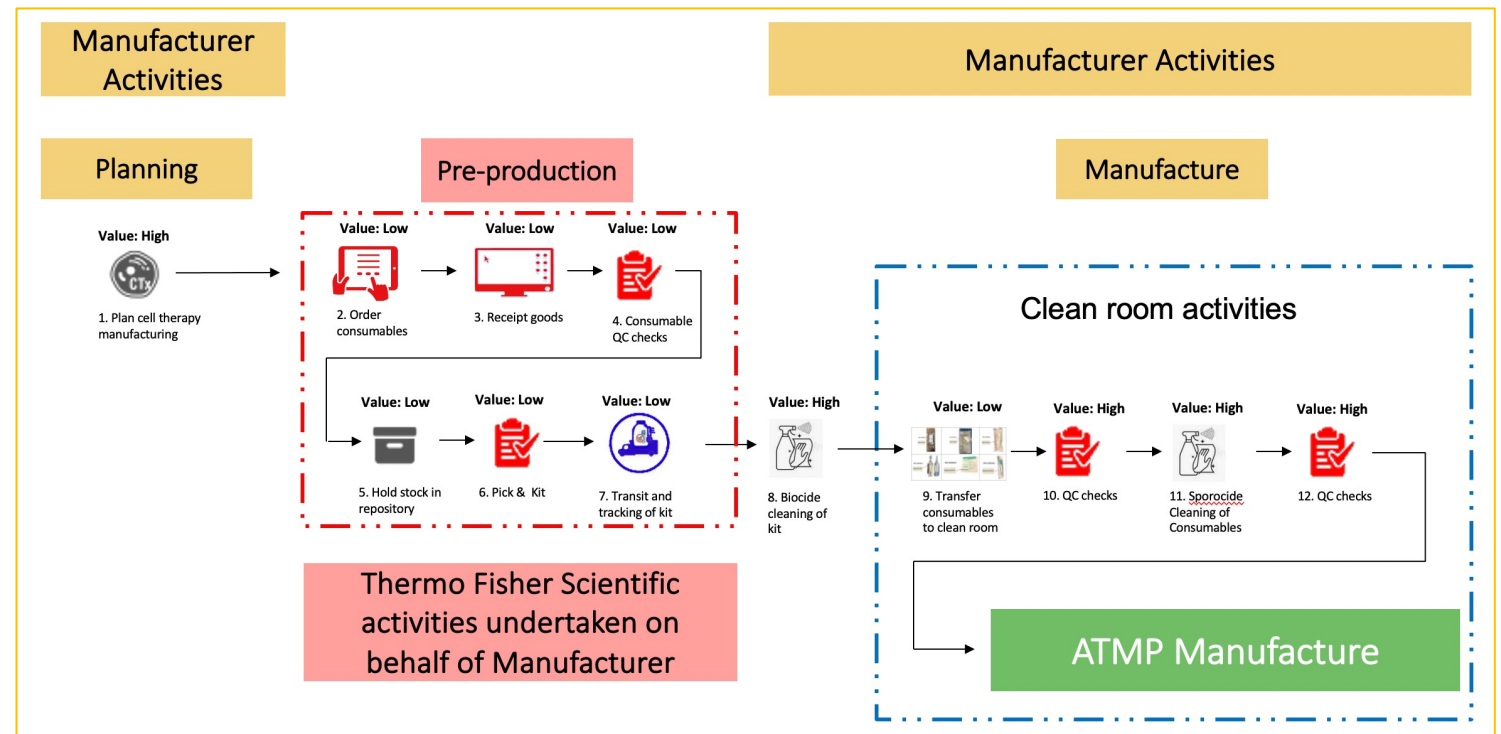 Manufacturer
Activities
Manufacturer Activities
Planning
Pre-production
Manufacture
Value: High
CTx
1. Plan cell therapy
manufacturing
Value: Low
2. Order
consumables
Value: Low
3. Receipt goods
Value: Low
4. Consumable
QC checks
Value: Low
5. Hold stock in
repository
Value: Low
6. Pick & Kit
Value: Low
7. Transit and
tracking of kit
Thermo Fisher Scientific
activities undertaken on
behalf of Manufacturer
Value: High
8. Biocide
cleaning of
kit
Clean room activities
Value: Low
9. Transfer
consumables
to clean room
Value: High
10. QC checks
Value: High
11. Sporocide
Cleaning of
Consumables
Value: High
12. QC checks
ATMP Manufacture